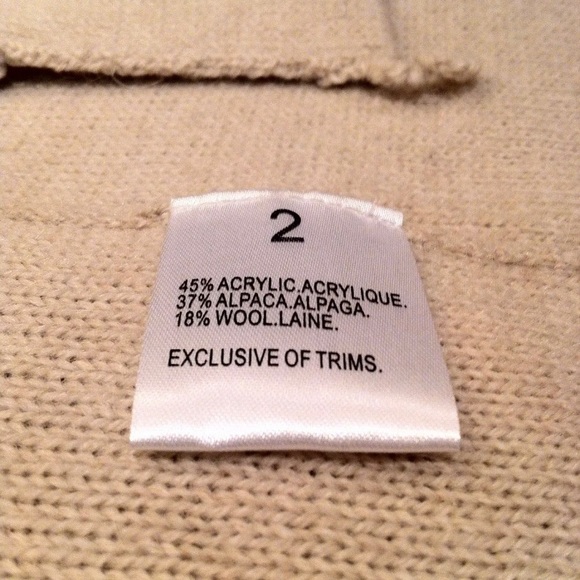 2
45% ACRYLIC.ACRYLIQUE.
37% ALPACA.ALPAGA.
18% WOOL.LAINE.
EXCLUSIVE OF TRIMS.